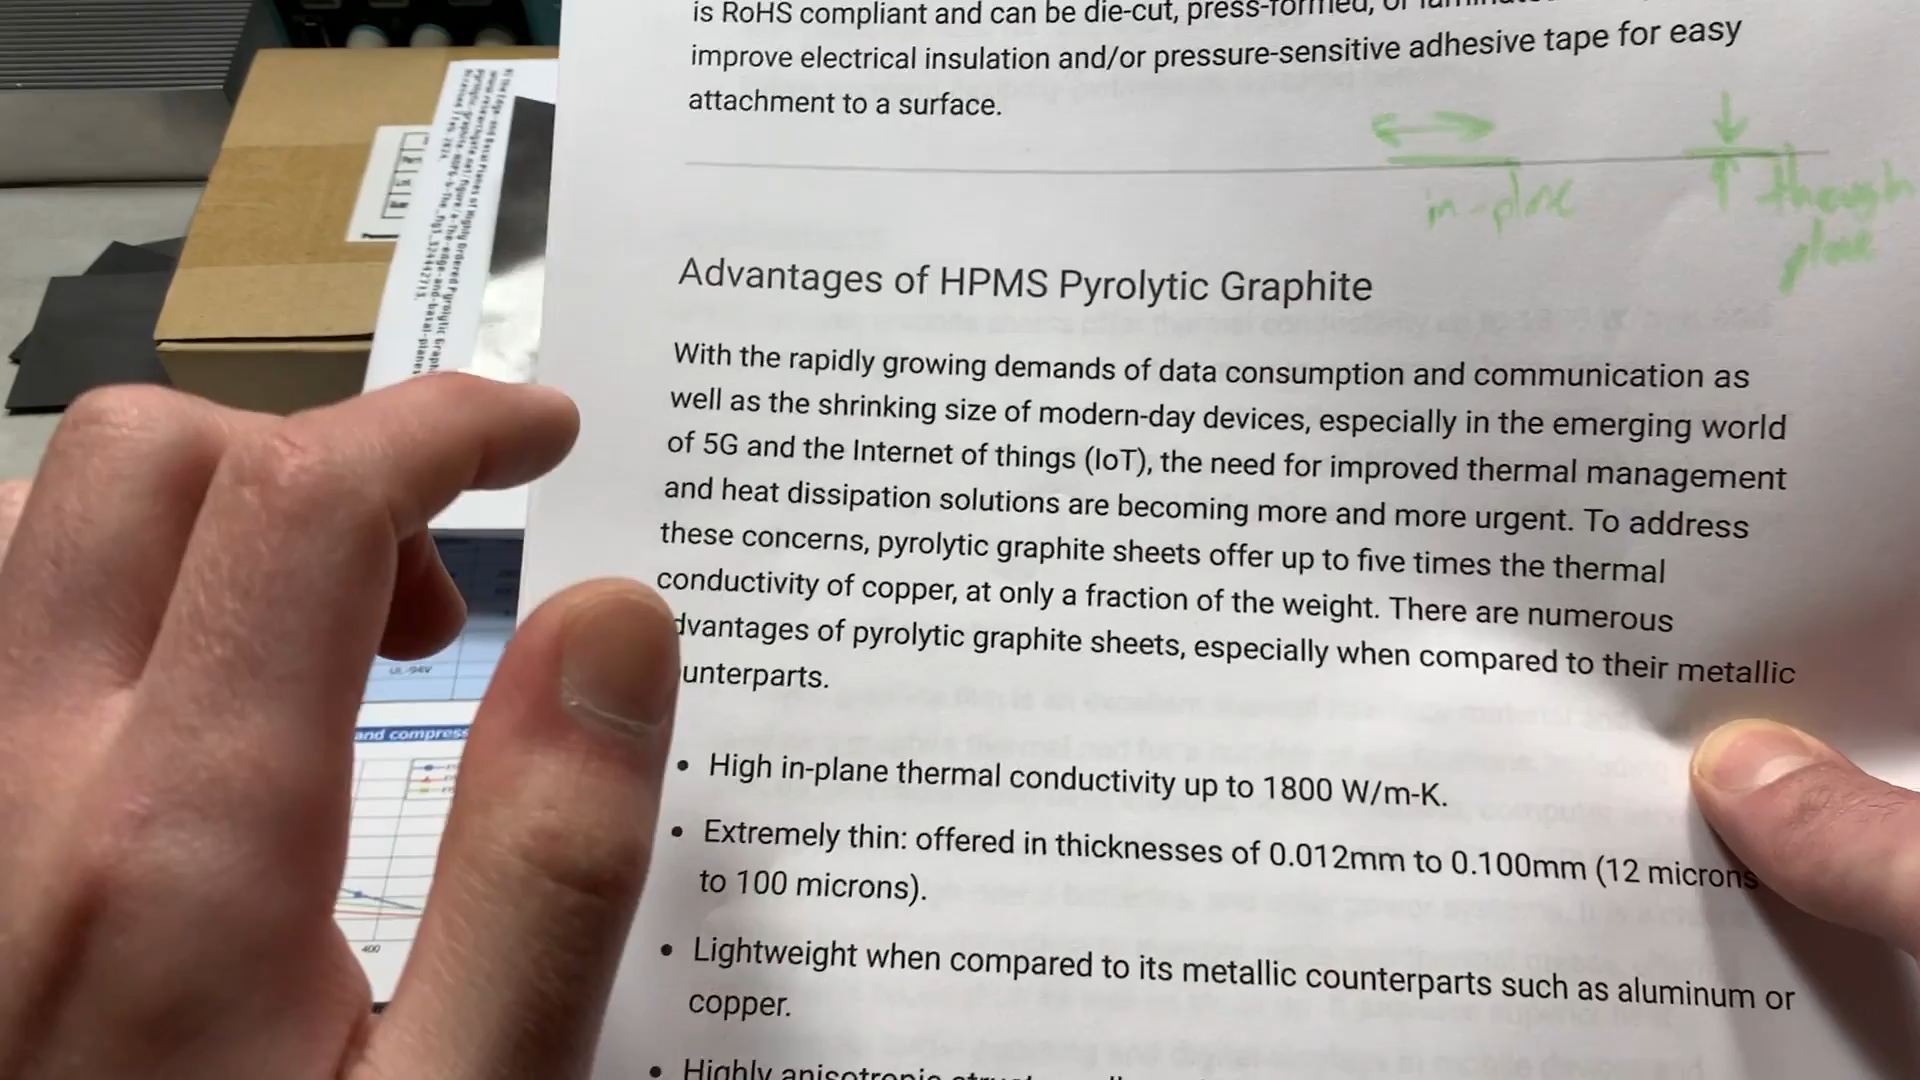 is RoHS compliant and can be die-cut, press-formed, or
improve electrical insulation and/or pressure-sensitive adhesive tape for easy
attachment to a surface.
in-plane
through
plane
Advantages of HPMS Pyrolytic Graphite
With the rapidly growing demands of data consumption and communication as
well as the shrinking size of modern-day devices, especially in the emerging world
of 5G and the Internet of things (IoT), the need for improved thermal management
and heat dissipation solutions are becoming more and more urgent. To address
these concerns, pyrolytic graphite sheets offer up to five times the thermal
conductivity of copper, at only a fraction of the weight. There are numerous
dvantages of pyrolytic graphite sheets, especially when compared to their metallic
unterparts.
• High in-plane thermal conductivity up to 1800 W/m-K.
• Extremely thin: offered in thicknesses of 0.012mm to 0.100mm (12 microns
to 100 microns).
• Lightweight when compared to its metallic counterparts such as aluminum or
copper.
• Highly anisotropic
UL-94V
and compress
400